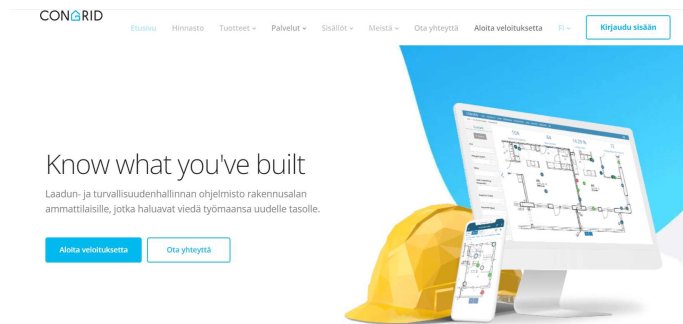 CONGRID
Etusivu Hinnasto Tuotteet Palvelut Sisällöt Meistä Ota yhteyttä Aloita veloituksetta FI Kirjaudu sisään
Know what you've built
Laadun- ja turvallisuudenhallinnan ohjelmisto rakennusalan
ammattilaisille, jotka haluavat viedä työmaansa uudelle tasolle.
Aloita veloituksetta Ota yhteyttä